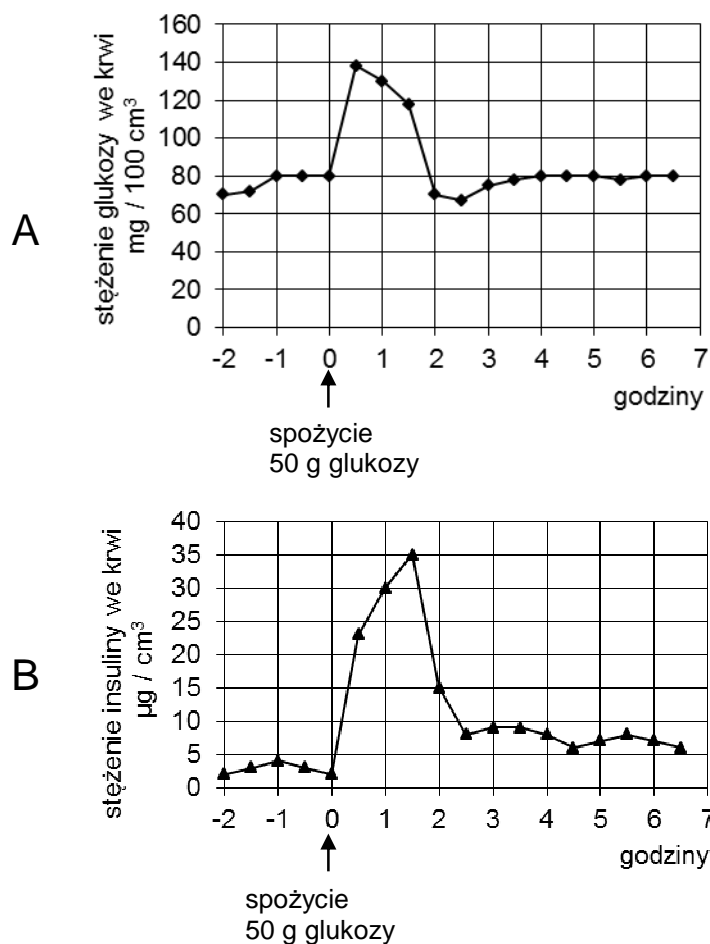 A
stężenie glukozy we krwi
mg / 100 cm³
160
140
120
100
80
60
40
20
0
-2 -1 0 1 2 3 4 5 6 7
godziny
spożycie
50 g glukozy
B
stężenie insuliny we krwi
µg / cm³
40
35
30
25
20
15
10
5
0
-2 -1 0 1 2 3 4 5 6 7
godziny
spożycie
50 g glukozy